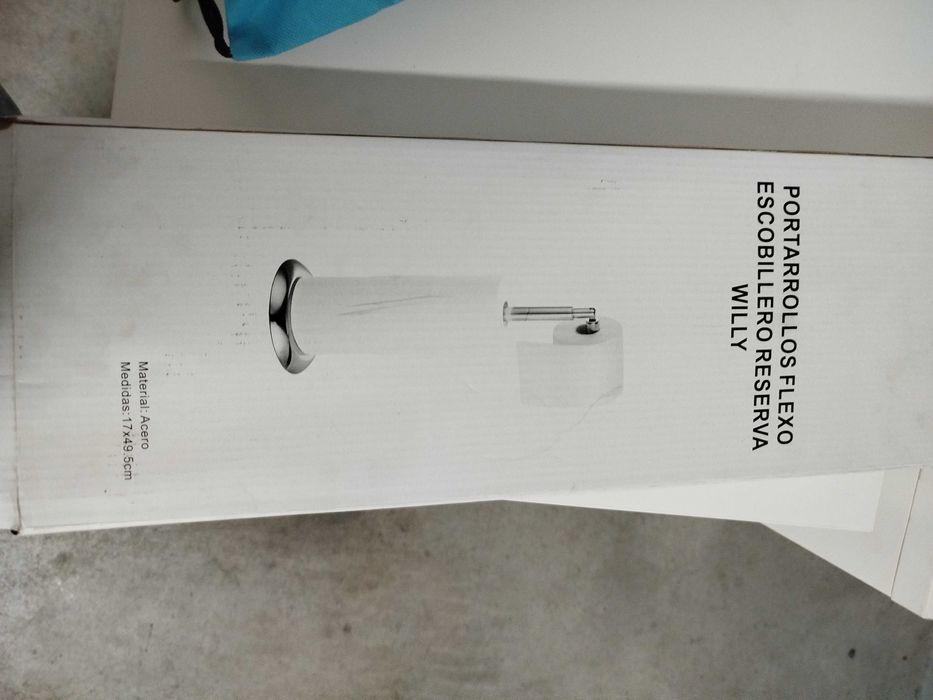 PORTARROLLOS FLEXO
ESCOBILLERO RESERVA
WILLY
Material: Acero
Medidas:17x49.5cm